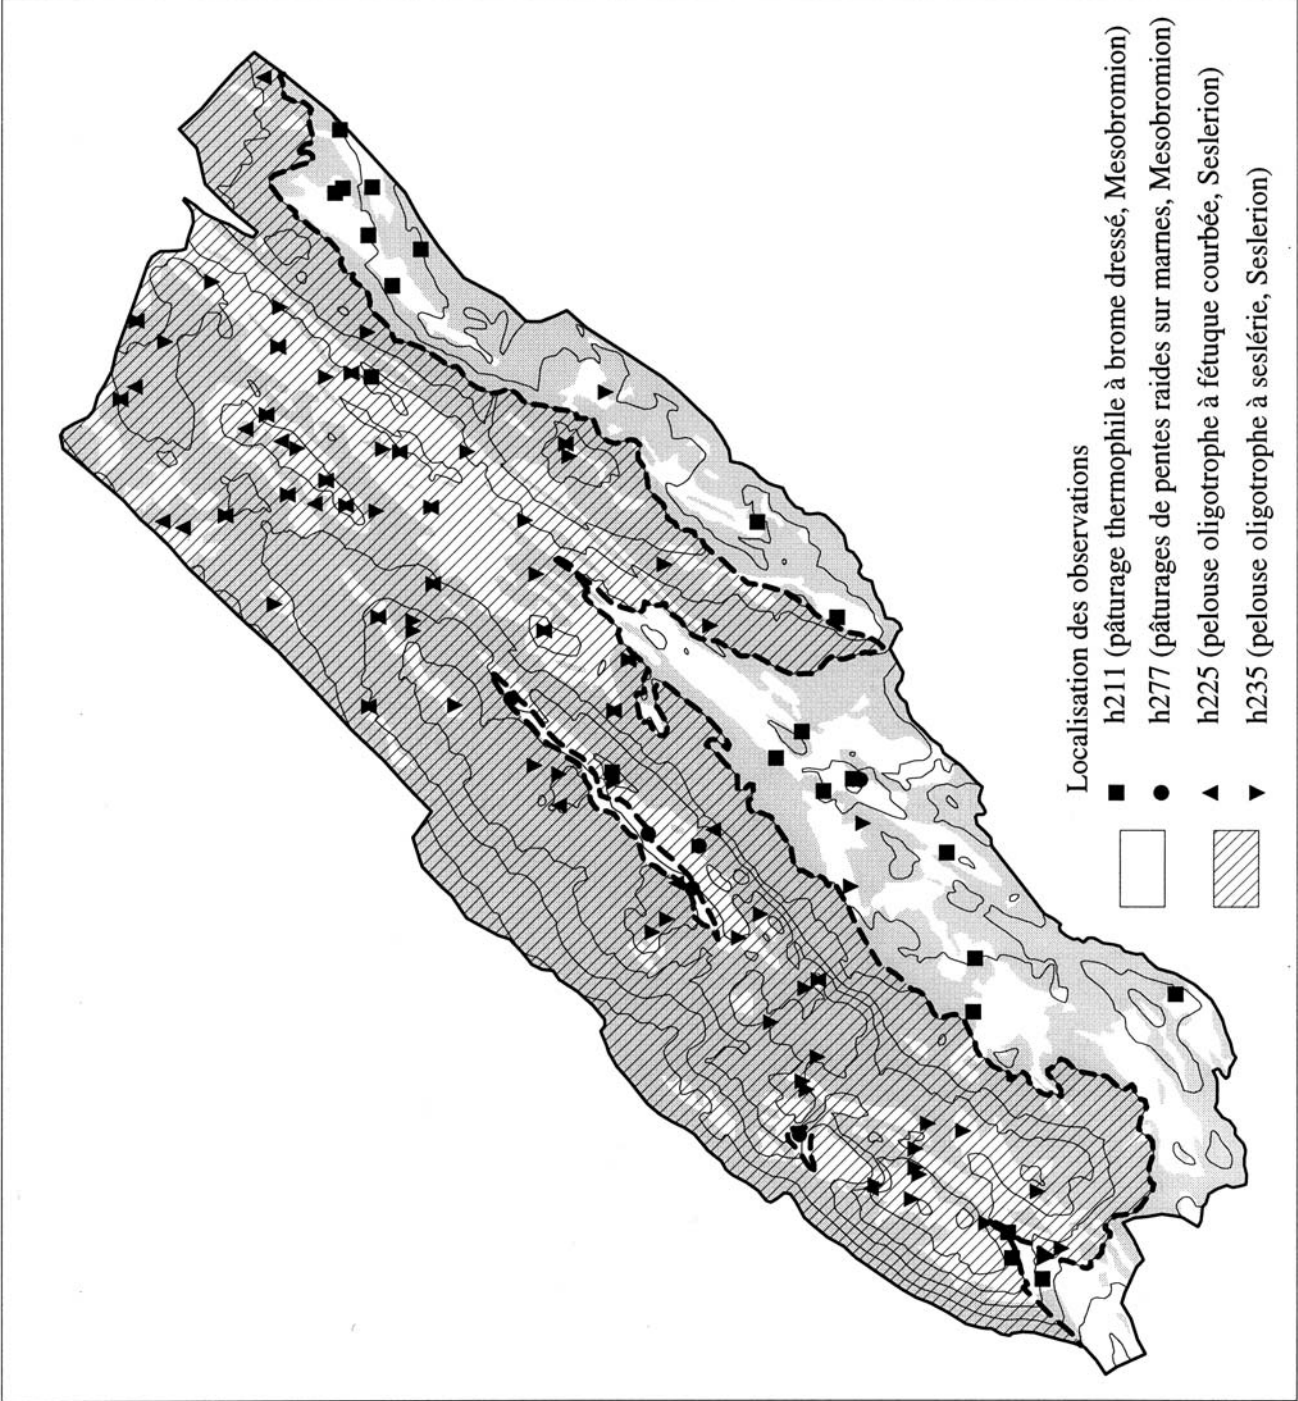 Localisation des observations
h211 (pâturage thermophile à brome dressé, Mesobromion)
h277 (pâturages de pentes raides sur marnes, Mesobromion)
h225 (pelouse oligotrophe à fétuque courbée, Seslerion)
h235 (pelouse oligotrophe à seslérie, Seslerion)